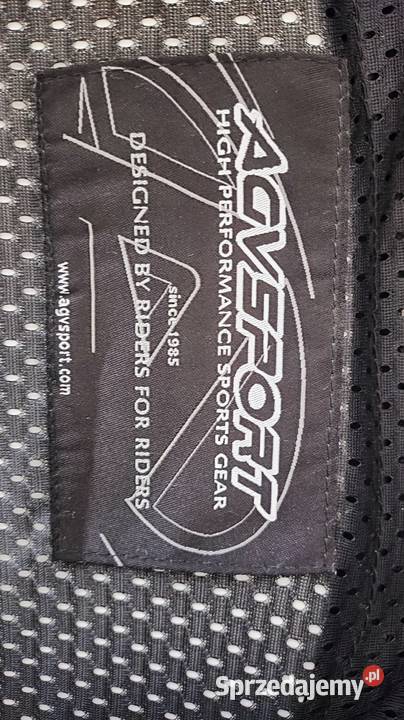 AGVSPORT
HIGH PERFORMANCE SPORTS GEAR
since 1985
DESIGNED BY RIDERS FOR RIDERS
www.agvsport.com
Sprzedajemy.pl